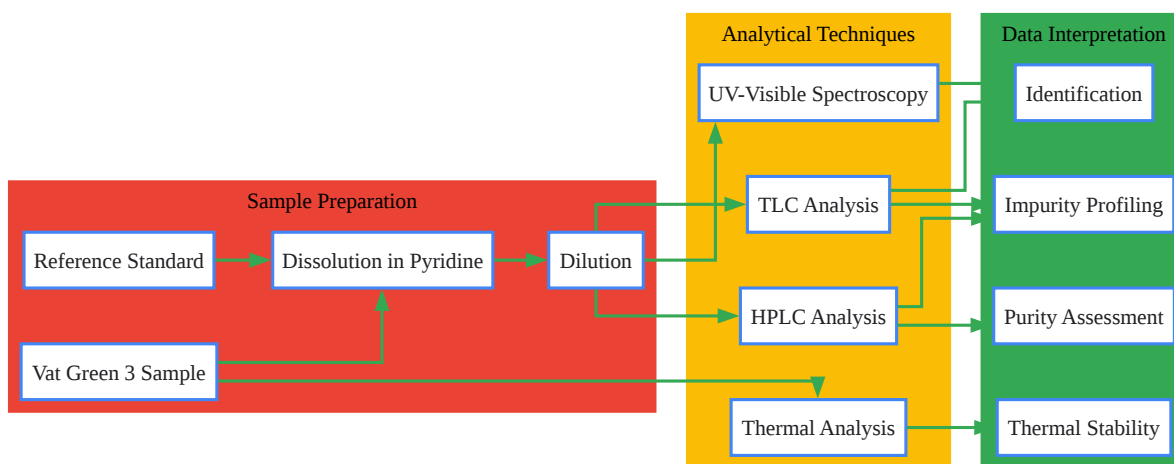 Sample Preparation
Reference Standard
Dissolution in Pyridine
Dilution
Vat Green 3 Sample
Analytical Techniques
UV-Visible Spectroscopy
TLC Analysis
HPLC Analysis
Thermal Analysis
Data Interpretation
Identification
Impurity Profiling
Purity Assessment
Thermal Stability